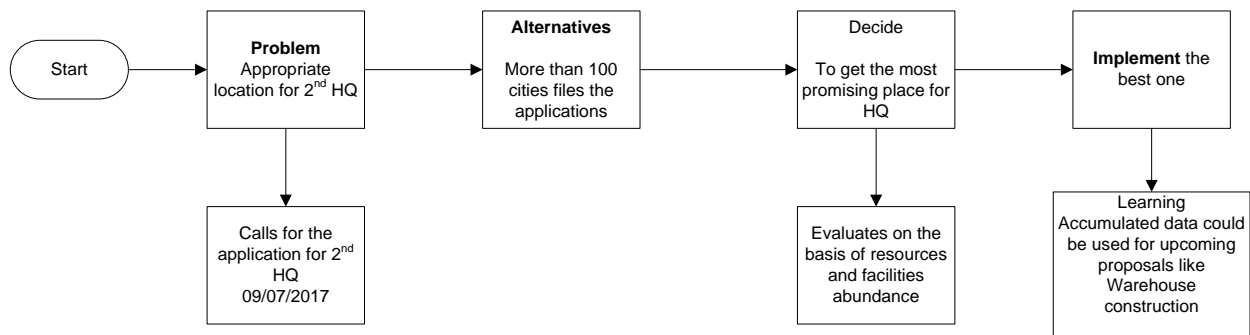 Start
Problem
Appropriate
location for 2nd HQ
Alternatives
More than 100
cities files the
applications
Decide
To get the most
promising place for
HQ
Implement the
best one
Calls for the
application for 2nd
HQ
09/07/2017
Evaluates on the
basis of resources
and facilities
abundance
Learning
Accumulated data could
be used for upcoming
proposals like
Warehouse
construction